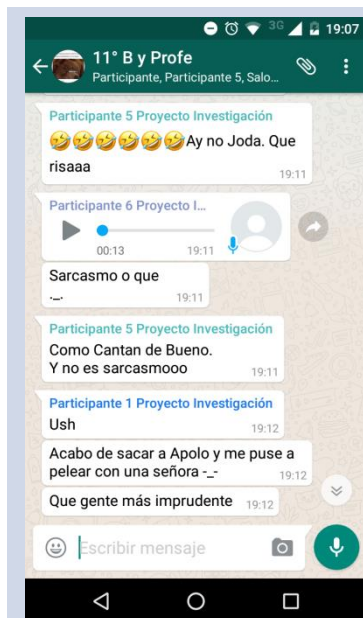 3G 19:07
11° B y Profe
Participante, Participante 5, Salo...
Participante 5 Proyecto Investigación
🤣🤣🤣🤣🤣🤣Ay no Joda. Que
risaaa
19:11
Participante 6 Proyecto I...
00:13 19:11
Sarcasmo o que
._.
19:11
Participante 5 Proyecto Investigación
Como Cantan de Bueno.
Y no es sarcasmooo
19:11
Participante 1 Proyecto Investigación
Ush
19:12
Acabo de sacar a Apolo y me puse a
pelear con una señora -_-
19:12
Que gente más imprudente 19:12
Escribir mensaje